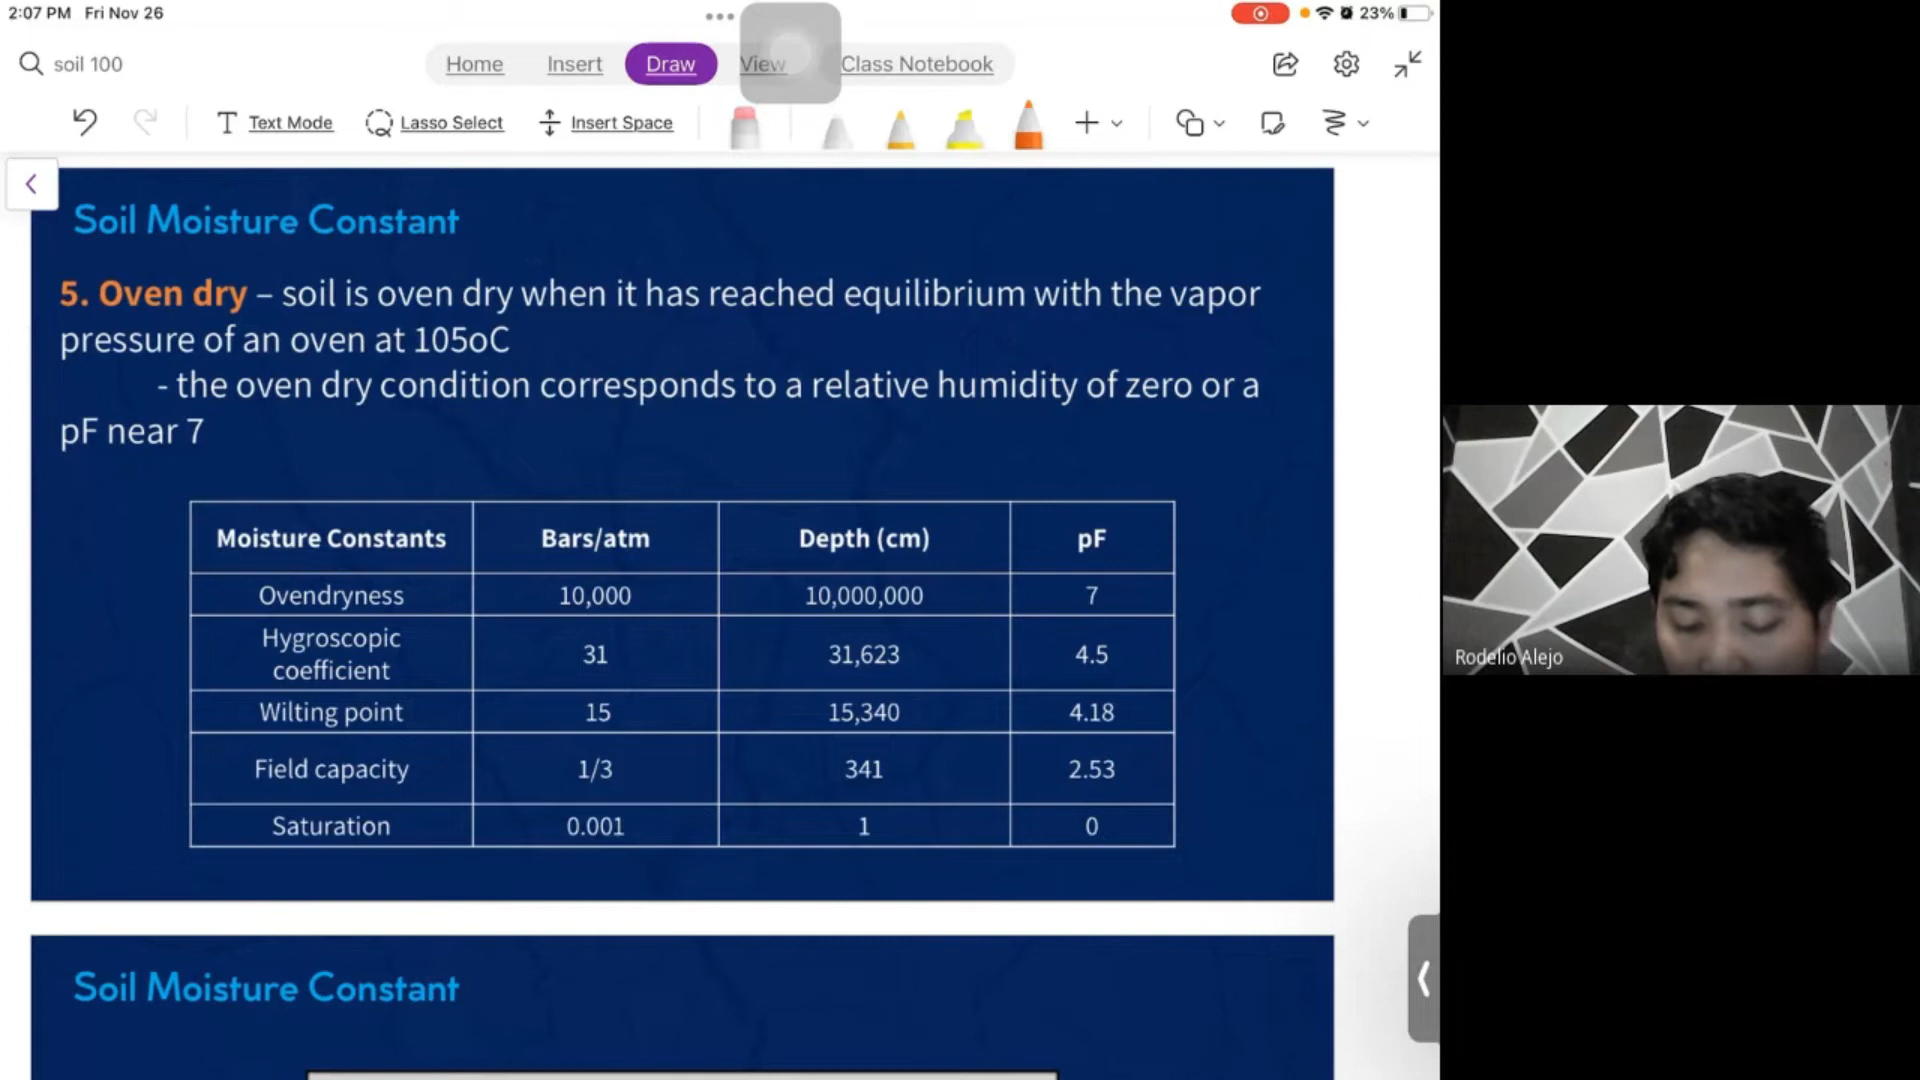 2:07 PM Fri Nov 26
23%
soil 100
Home Insert Draw View Class Notebook
Text Mode Lasso Select Insert Space
Soil Moisture Constant
5. Oven dry – soil is oven dry when it has reached equilibrium with the vapor
pressure of an oven at 105oC
- the oven dry condition corresponds to a relative humidity of zero or a
pF near 7
Moisture Constants Bars/atm Depth (cm) pF
Ovendryness 10,000 10,000,000 7
Hygroscopic
coefficient 31 31,623 4.5
Wilting point 15 15,340 4.18
Field capacity 1/3 341 2.53
Saturation 0.001 1 0
Rodelio Alejo
Soil Moisture Constant